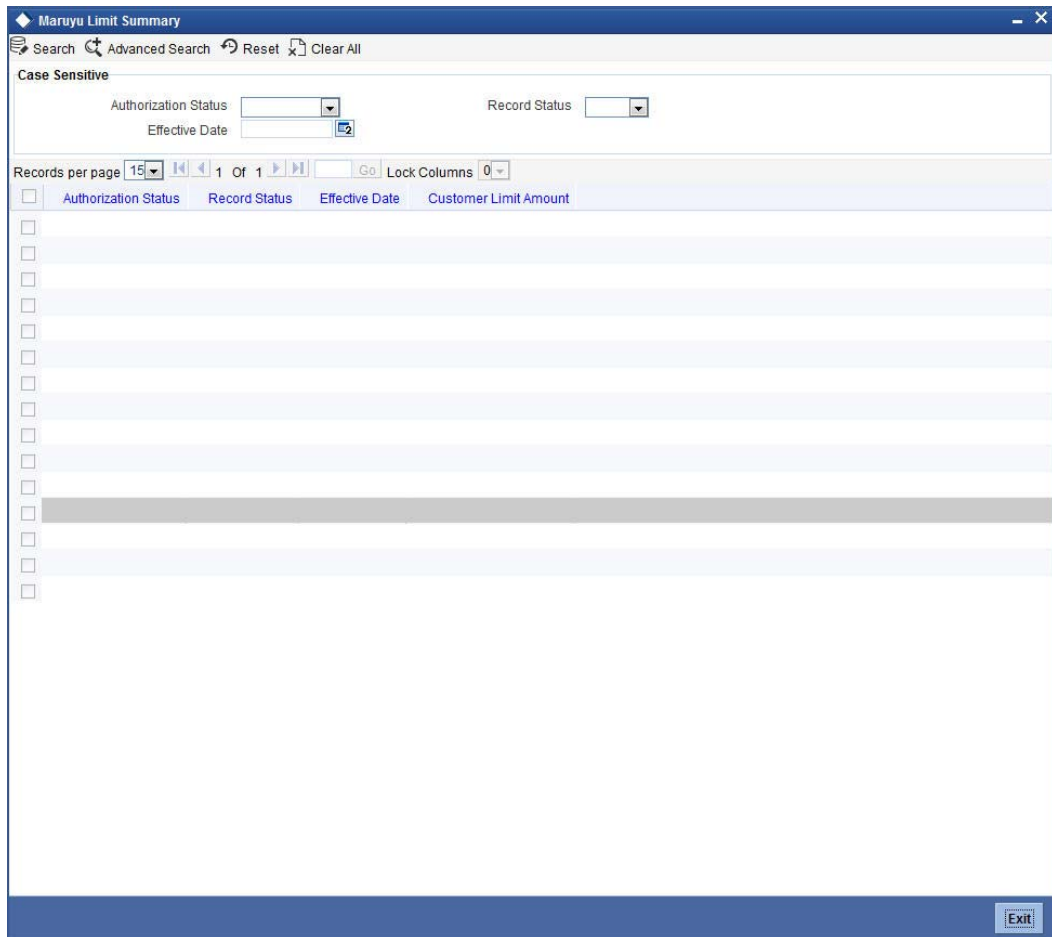 Maruyu Limit Summary
Search Advanced Search Reset Clear All
Case Sensitive
Authorization Status Record Status
Effective Date
Records per page 15 1 Of 1 Go Lock Columns 0
Authorization Status Record Status Effective Date Customer Limit Amount
Exit